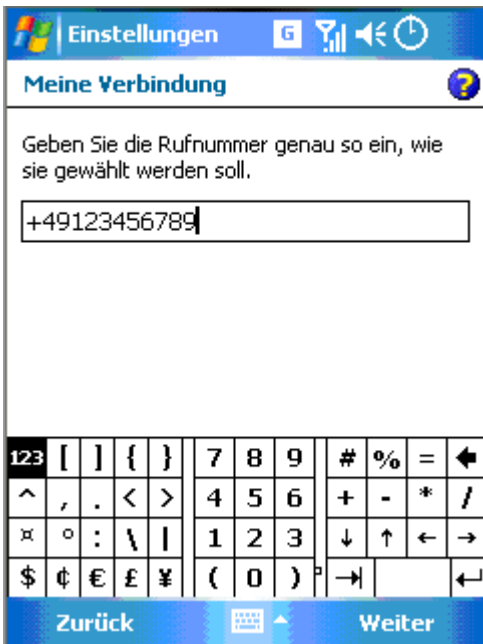 Einstellungen G
Meine Verbindung ?
Geben Sie die Rufnummer genau so ein, wie
sie gewählt werden soll.
+49123456789
123 [ ] { } 7 8 9 # % = 🡄
^ , . < > 4 5 6 + - * /
¤ ° : \ | 1 2 3 ↓ ↑ ← →
$ ¢ € £ ¥ ( 0 ) →| ↵
Zurück Weiter